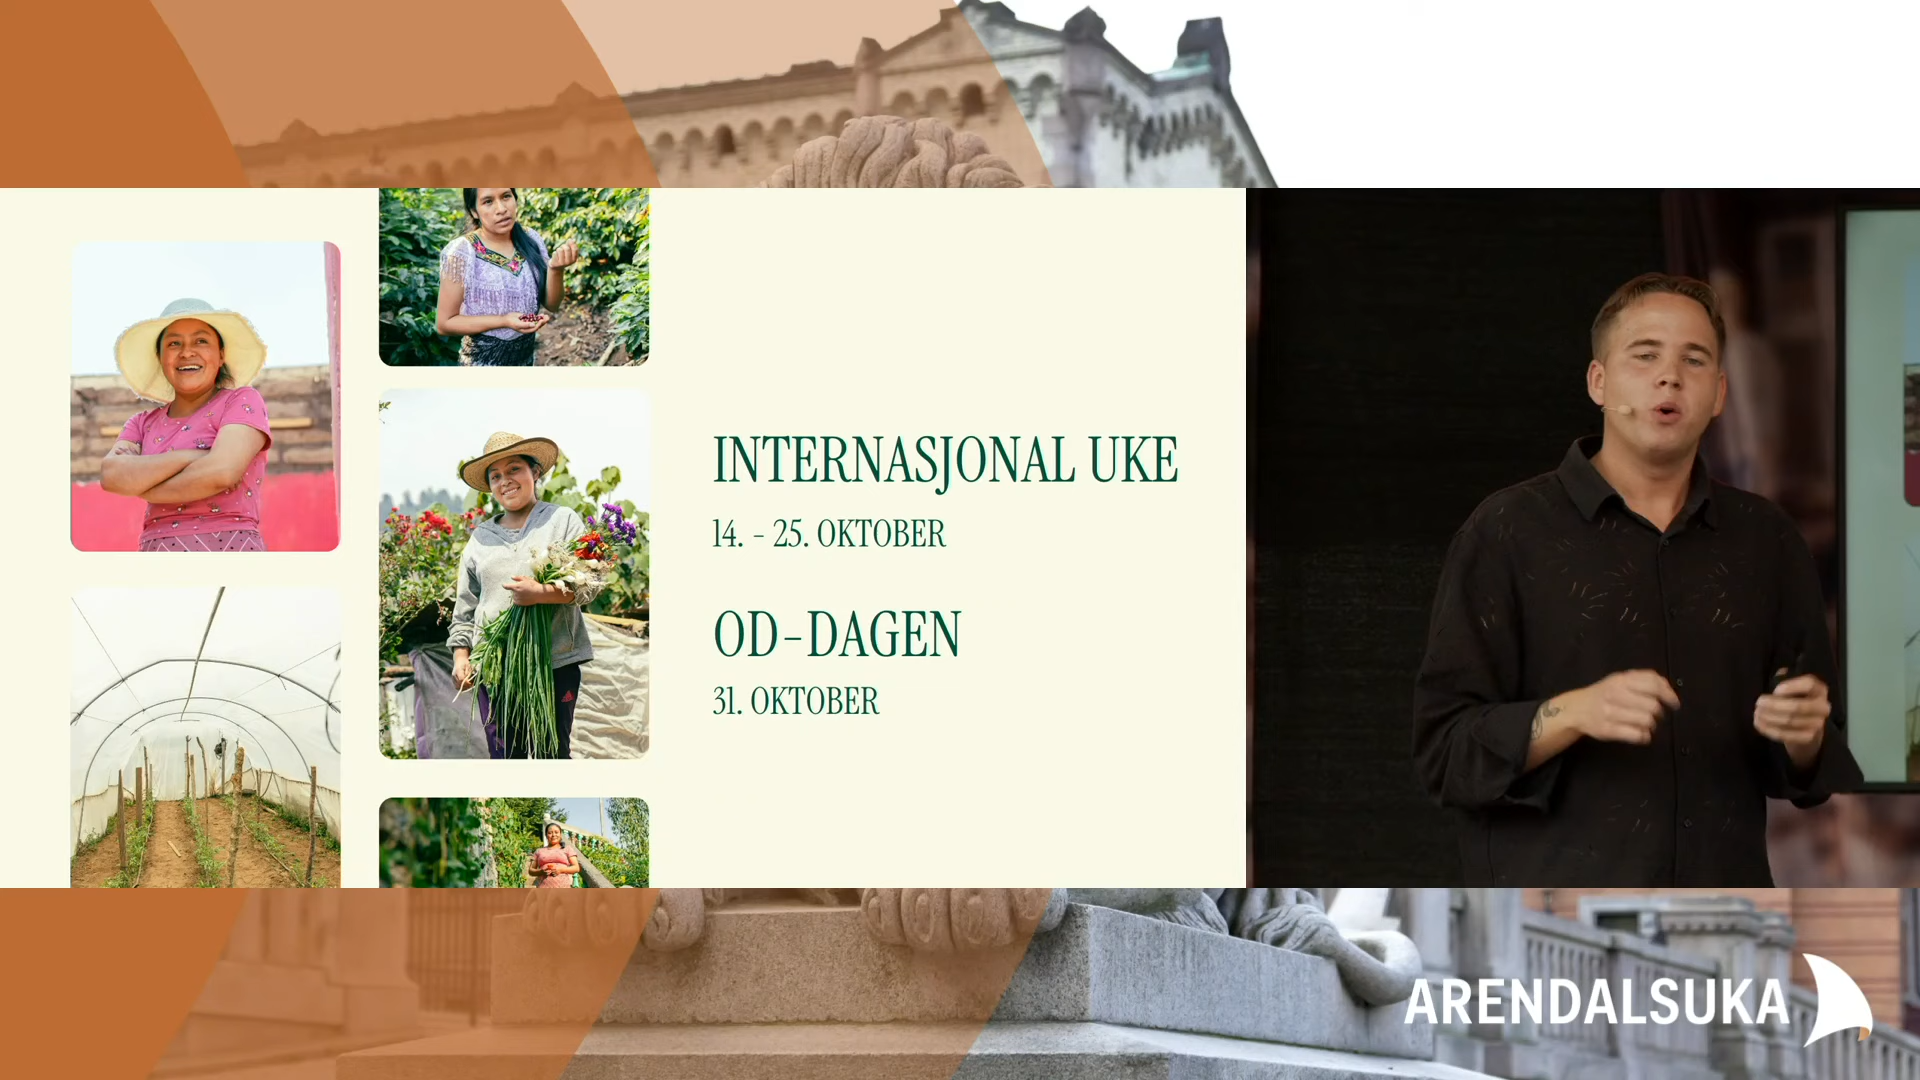 INTERNASJONAL UKE
14. - 25. OKTOBER
OD-DAGEN
31. OKTOBER
ARENDALSUKA